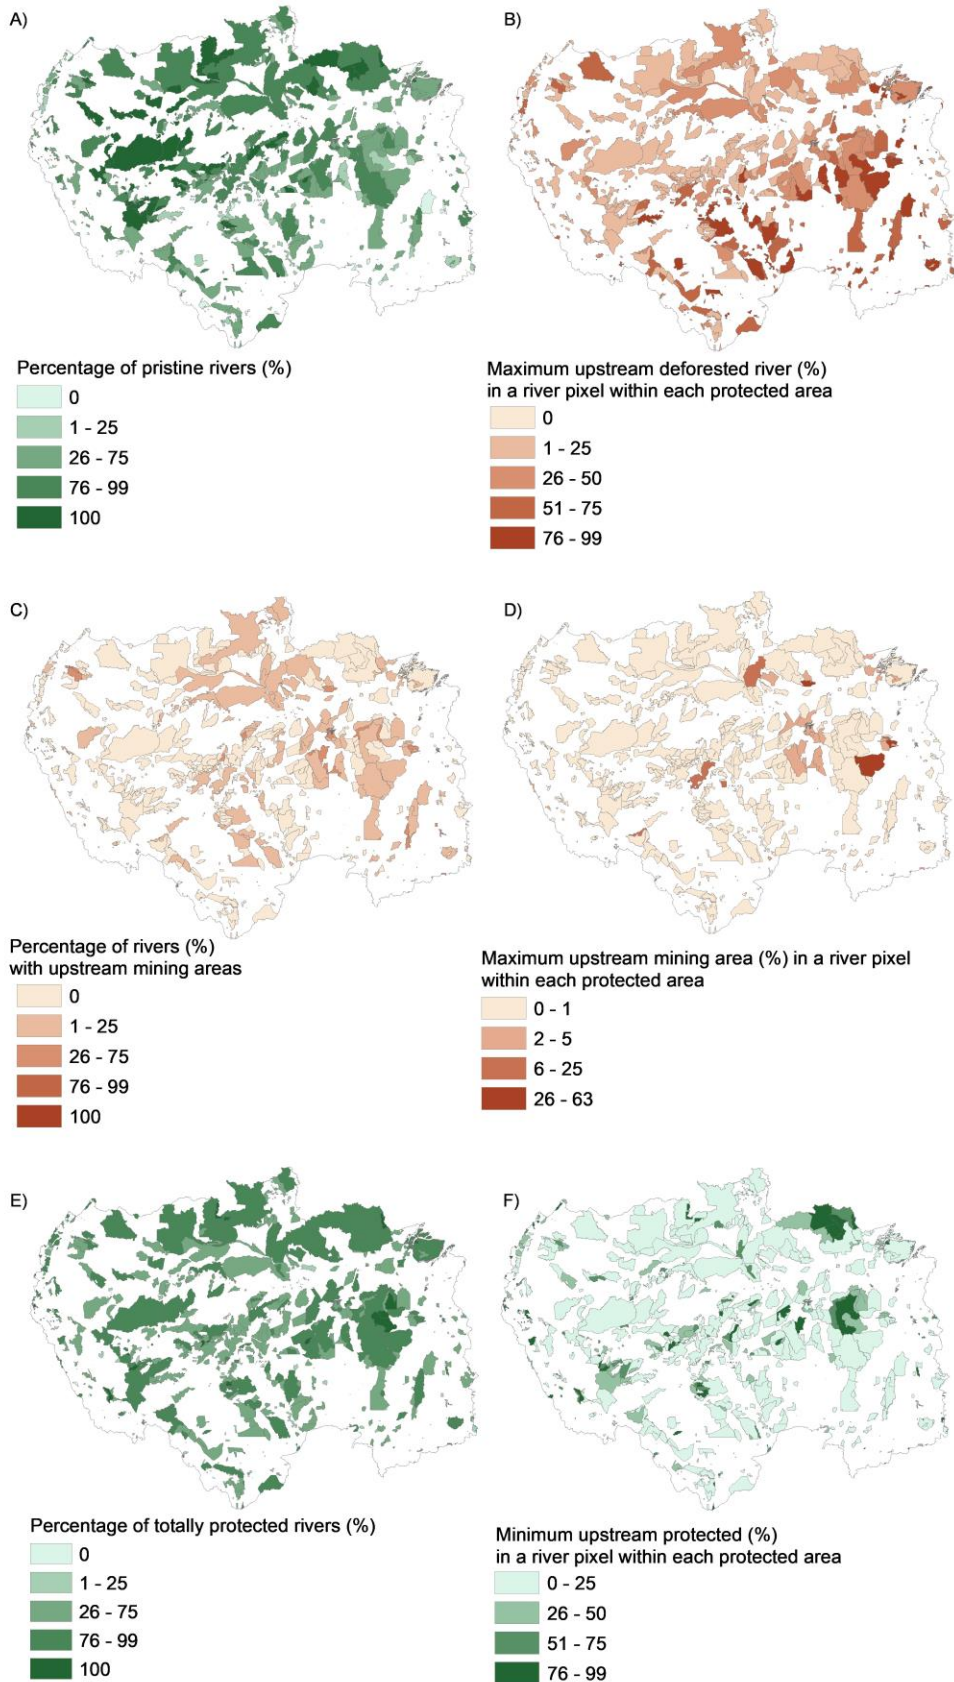 A)
B)
Percentage of pristine rivers (%)
0
1 - 25
26 - 75
76 - 99
100
Maximum upstream deforested river (%)
in a river pixel within each protected area
0
1 - 25
26 - 50
51 - 75
76 - 99
C)
D)
Percentage of rivers (%)
with upstream mining areas
0
1 - 25
26 - 75
76 - 99
100
Maximum upstream mining area (%) in a river pixel
within each protected area
0 - 1
2 - 5
6 - 25
26 - 63
E)
F)
Percentage of totally protected rivers (%)
0
1 - 25
26 - 75
76 - 99
100
Minimum upstream protected (%)
in a river pixel within each protected area
0 - 25
26 - 50
51 - 75
76 - 99